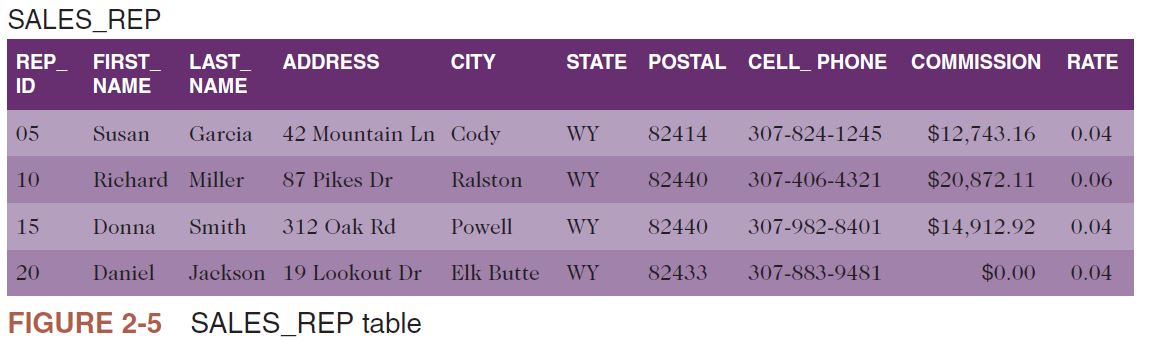 SALES_REP
REP_ FIRST_ LAST_ ADDRESS CITY STATE POSTAL CELL_ PHONE COMMISSION RATE
ID NAME NAME
05 Susan Garcia 42 Mountain Ln Cody WY 82414 307-824-1245 $12,743.16 0.04
10 Richard Miller 87 Pikes Dr Ralston WY 82440 307-406-4321 $20,872.11 0.06
15 Donna Smith 312 Oak Rd Powell WY 82440 307-982-8401 $14,912.92 0.04
20 Daniel Jackson 19 Lookout Dr Elk Butte WY 82433 307-883-9481 $0.00 0.04
FIGURE 2-5 SALES_REP table